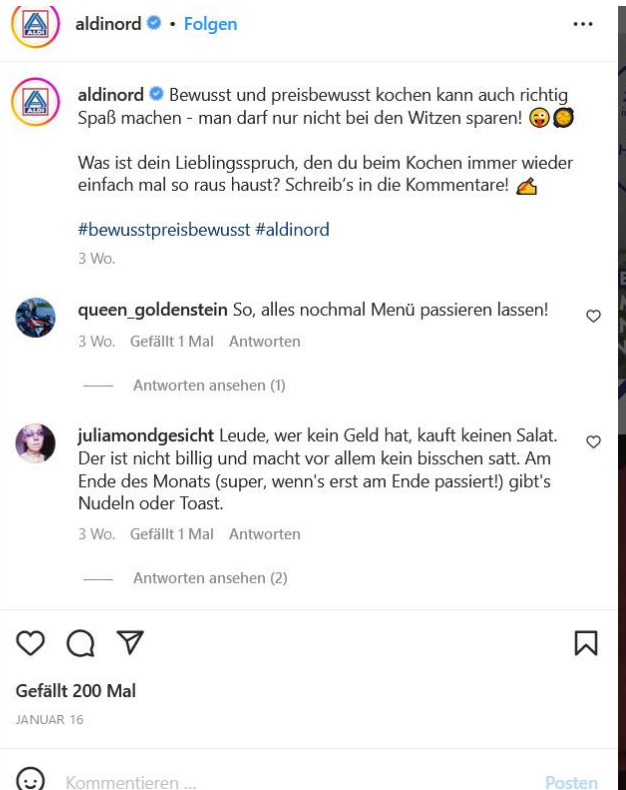 aldinord • Folgen
aldinord Bewusst und preisbewusst kochen kann auch richtig
Spaß machen - man darf nur nicht bei den Witzen sparen! 😜🥘
Was ist dein Lieblingsspruch, den du beim Kochen immer wieder
einfach mal so raus haust? Schreib's in die Kommentare! ✍️
#bewusstpreisbewusst #aldinord
3 Wo.
queen_goldenstein So, alles nochmal Menü passieren lassen!
3 Wo. Gefällt 1 Mal Antworten
Antworten ansehen (1)
juliamondgesicht Leude, wer kein Geld hat, kauft keinen Salat.
Der ist nicht billig und macht vor allem kein bisschen satt. Am
Ende des Monats (super, wenn's erst am Ende passiert!) gibt's
Nudeln oder Toast.
3 Wo. Gefällt 1 Mal Antworten
Antworten ansehen (2)
Gefällt 200 Mal
JANUAR 16
Kommentieren ... Posten